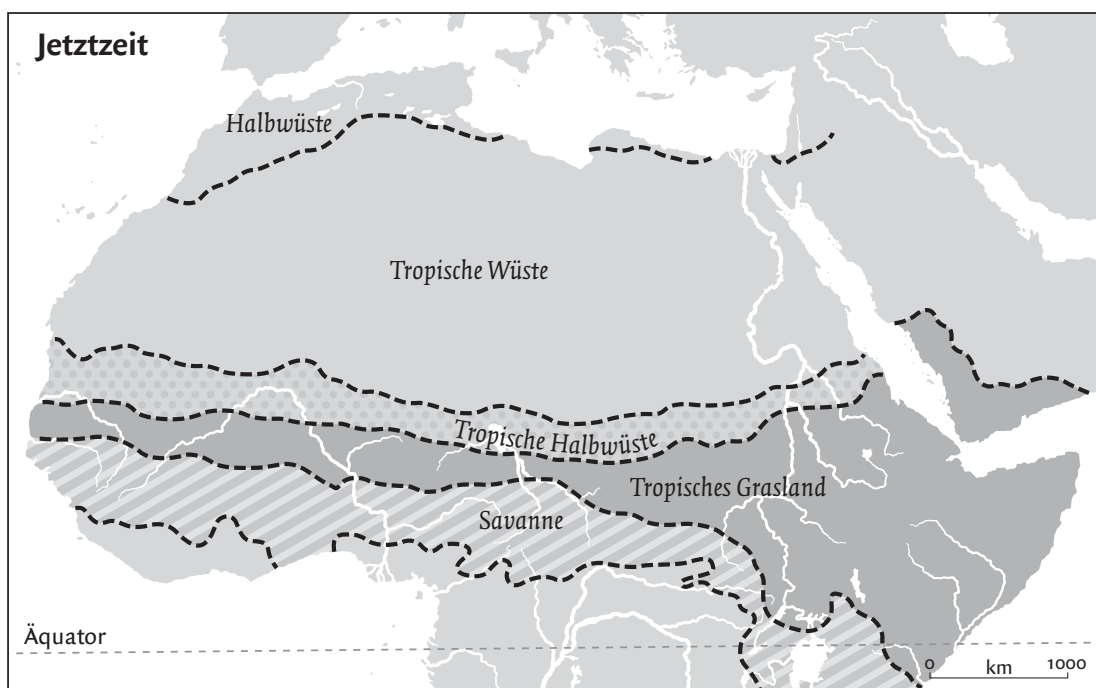 Jetztzeit
Halbwüste
Tropische Wüste
Tropische Halbwüste
Tropisches Grasland
Savanne
Äquator
0 km 1000